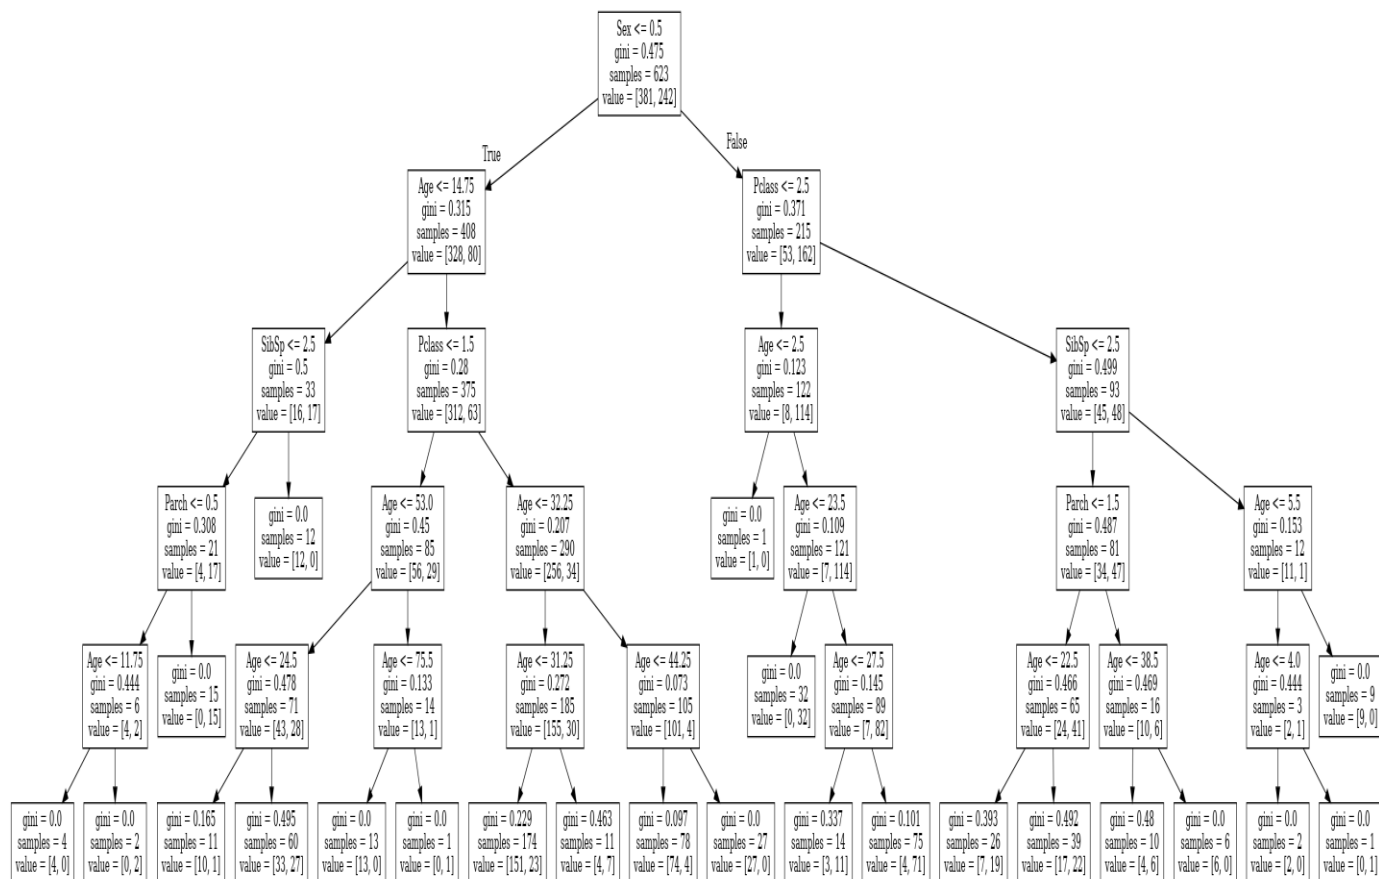 Sex <= 0.5
gini = 0.475
samples = 623
value = [381, 242]
True
False
Age <= 14.75
gini = 0.315
samples = 408
value = [328, 80]
Pclass <= 2.5
gini = 0.371
samples = 215
value = [53, 162]
SibSp <= 2.5
gini = 0.5
samples = 33
value = [16, 17]
Pclass <= 1.5
gini = 0.28
samples = 375
value = [312, 63]
Age <= 2.5
gini = 0.123
samples = 122
value = [8, 114]
SibSp <= 2.5
gini = 0.499
samples = 93
value = [45, 48]
Parch <= 0.5
gini = 0.308
samples = 21
value = [4, 17]
gini = 0.0
samples = 12
value = [12, 0]
Age <= 53.0
gini = 0.45
samples = 85
value = [56, 29]
Age <= 32.25
gini = 0.207
samples = 290
value = [256, 34]
gini = 0.0
samples = 1
value = [1, 0]
Age <= 23.5
gini = 0.109
samples = 121
value = [7, 114]
Parch <= 1.5
gini = 0.487
samples = 81
value = [34, 47]
Age <= 5.5
gini = 0.153
samples = 12
value = [11, 1]
Age <= 11.75
gini = 0.444
samples = 6
value = [4, 2]
gini = 0.0
samples = 15
value = [0, 15]
Age <= 24.5
gini = 0.478
samples = 71
value = [43, 28]
Age <= 75.5
gini = 0.133
samples = 14
value = [13, 1]
Age <= 31.25
gini = 0.272
samples = 185
value = [155, 30]
Age <= 44.25
gini = 0.073
samples = 105
value = [101, 4]
gini = 0.0
samples = 32
value = [0, 32]
Age <= 27.5
gini = 0.145
samples = 89
value = [7, 82]
Age <= 22.5
gini = 0.466
samples = 65
value = [24, 41]
Age <= 38.5
gini = 0.469
samples = 16
value = [10, 6]
Age <= 4.0
gini = 0.444
samples = 3
value = [2, 1]
gini = 0.0
samples = 9
value = [9, 0]
gini = 0.0
samples = 4
value = [4, 0]
gini = 0.0
samples = 2
value = [0, 2]
gini = 0.165
samples = 11
value = [10, 1]
gini = 0.495
samples = 60
value = [33, 27]
gini = 0.0
samples = 13
value = [13, 0]
gini = 0.0
samples = 1
value = [0, 1]
gini = 0.229
samples = 174
value = [151, 23]
gini = 0.463
samples = 11
value = [4, 7]
gini = 0.097
samples = 78
value = [74, 4]
gini = 0.0
samples = 27
value = [27, 0]
gini = 0.337
samples = 14
value = [3, 11]
gini = 0.101
samples = 75
value = [4, 71]
gini = 0.393
samples = 26
value = [7, 19]
gini = 0.492
samples = 39
value = [17, 22]
gini = 0.48
samples = 10
value = [4, 6]
gini = 0.0
samples = 6
value = [6, 0]
gini = 0.0
samples = 2
value = [2, 0]
gini = 0.0
samples = 1
value = [0, 1]